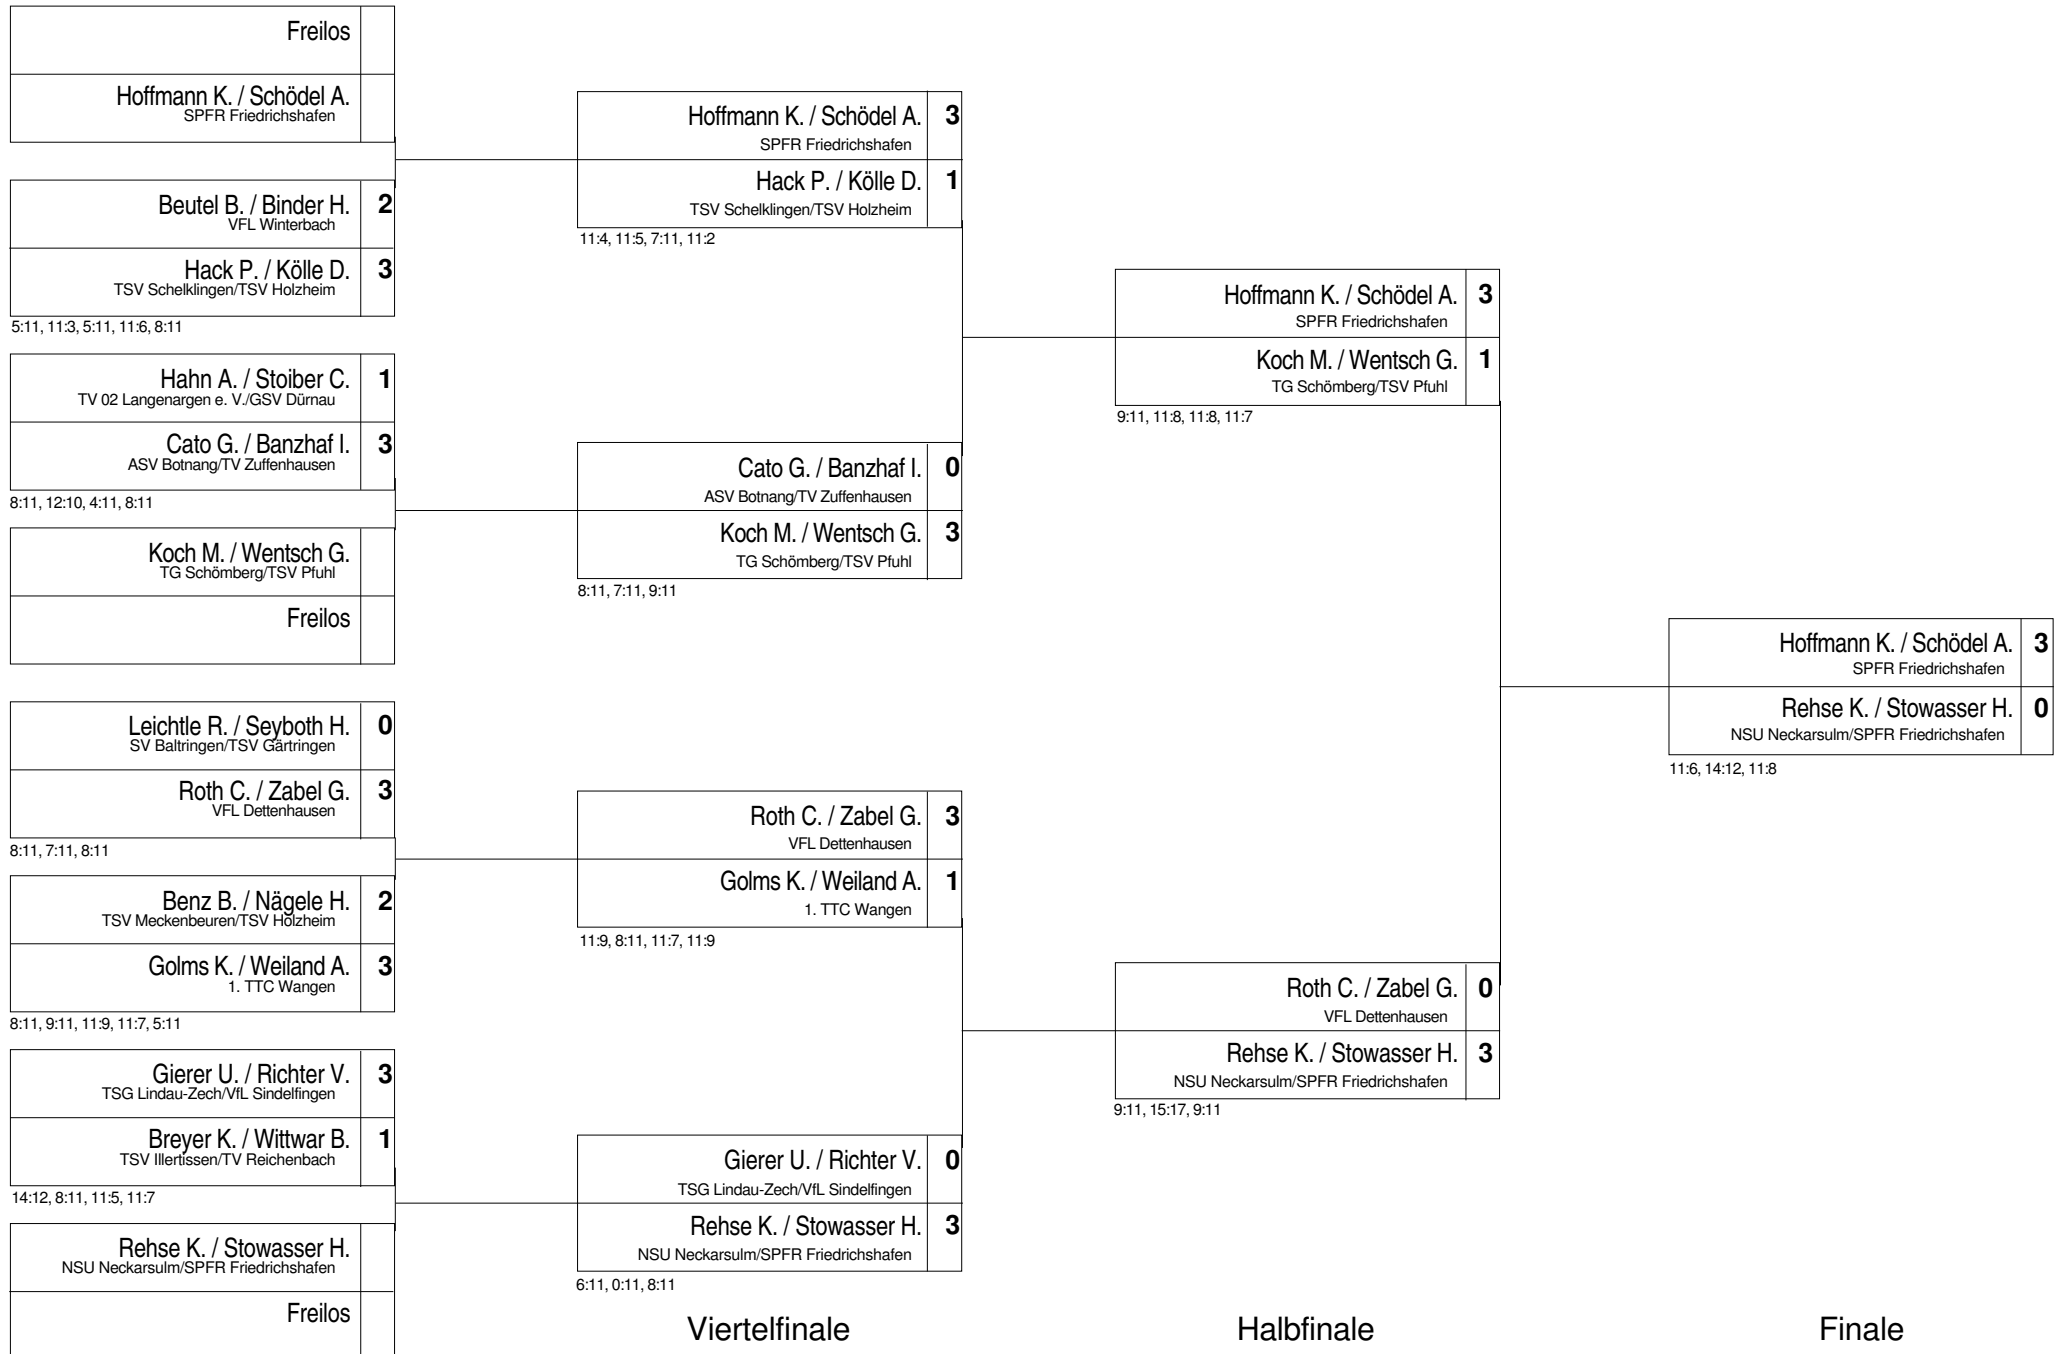 Freilos
Hoffmann K. / Schödel A.
SPFR Friedrichshafen
Beutel B. / Binder H. 2
VFL Winterbach
Hack P. / Kölle D. 3
TSV Schelklingen/TSV Holzheim
5:11, 11:3, 5:11, 11:6, 8:11
Hahn A. / Stoiber C. 1
TV 02 Langenargen e. V./GSV Dürnau
Cato G. / Banzhaf I. 3
ASV Botnang/TV Zuffenhausen
8:11, 12:10, 4:11, 8:11
Koch M. / Wentsch G.
TG Schömberg/TSV Pfuhl
Freilos
Leichtle R. / Seyboth H. 0
SV Baltringen/TSV Gärtringen
Roth C. / Zabel G. 3
VFL Dettenhausen
8:11, 7:11, 8:11
Benz B. / Nägele H. 2
TSV Meckenbeuren/TSV Holzheim
Golms K. / Weiland A. 3
1. TTC Wangen
8:11, 9:11, 11:9, 11:7, 5:11
Gierer U. / Richter V. 3
TSG Lindau-Zech/VfL Sindelfingen
Breyer K. / Wittwar B. 1
TSV Illertissen/TV Reichenbach
14:12, 8:11, 11:5, 11:7
Rehse K. / Stowasser H.
NSU Neckarsulm/SPFR Friedrichshafen
Freilos
Hoffmann K. / Schödel A. 3
SPFR Friedrichshafen
Hack P. / Kölle D. 1
TSV Schelklingen/TSV Holzheim
11:4, 11:5, 7:11, 11:2
Cato G. / Banzhaf I. 0
ASV Botnang/TV Zuffenhausen
Koch M. / Wentsch G. 3
TG Schömberg/TSV Pfuhl
8:11, 7:11, 9:11
Roth C. / Zabel G. 3
VFL Dettenhausen
Golms K. / Weiland A. 1
1. TTC Wangen
11:9, 8:11, 11:7, 11:9
Gierer U. / Richter V. 0
TSG Lindau-Zech/VfL Sindelfingen
Rehse K. / Stowasser H. 3
NSU Neckarsulm/SPFR Friedrichshafen
6:11, 0:11, 8:11
Viertelfinale
Hoffmann K. / Schödel A. 3
SPFR Friedrichshafen
Koch M. / Wentsch G. 1
TG Schömberg/TSV Pfuhl
9:11, 11:8, 11:8, 11:7
Roth C. / Zabel G. 0
VFL Dettenhausen
Rehse K. / Stowasser H. 3
NSU Neckarsulm/SPFR Friedrichshafen
9:11, 15:17, 9:11
Halbfinale
Hoffmann K. / Schödel A. 3
SPFR Friedrichshafen
Rehse K. / Stowasser H. 0
NSU Neckarsulm/SPFR Friedrichshafen
11:6, 14:12, 11:8
Finale